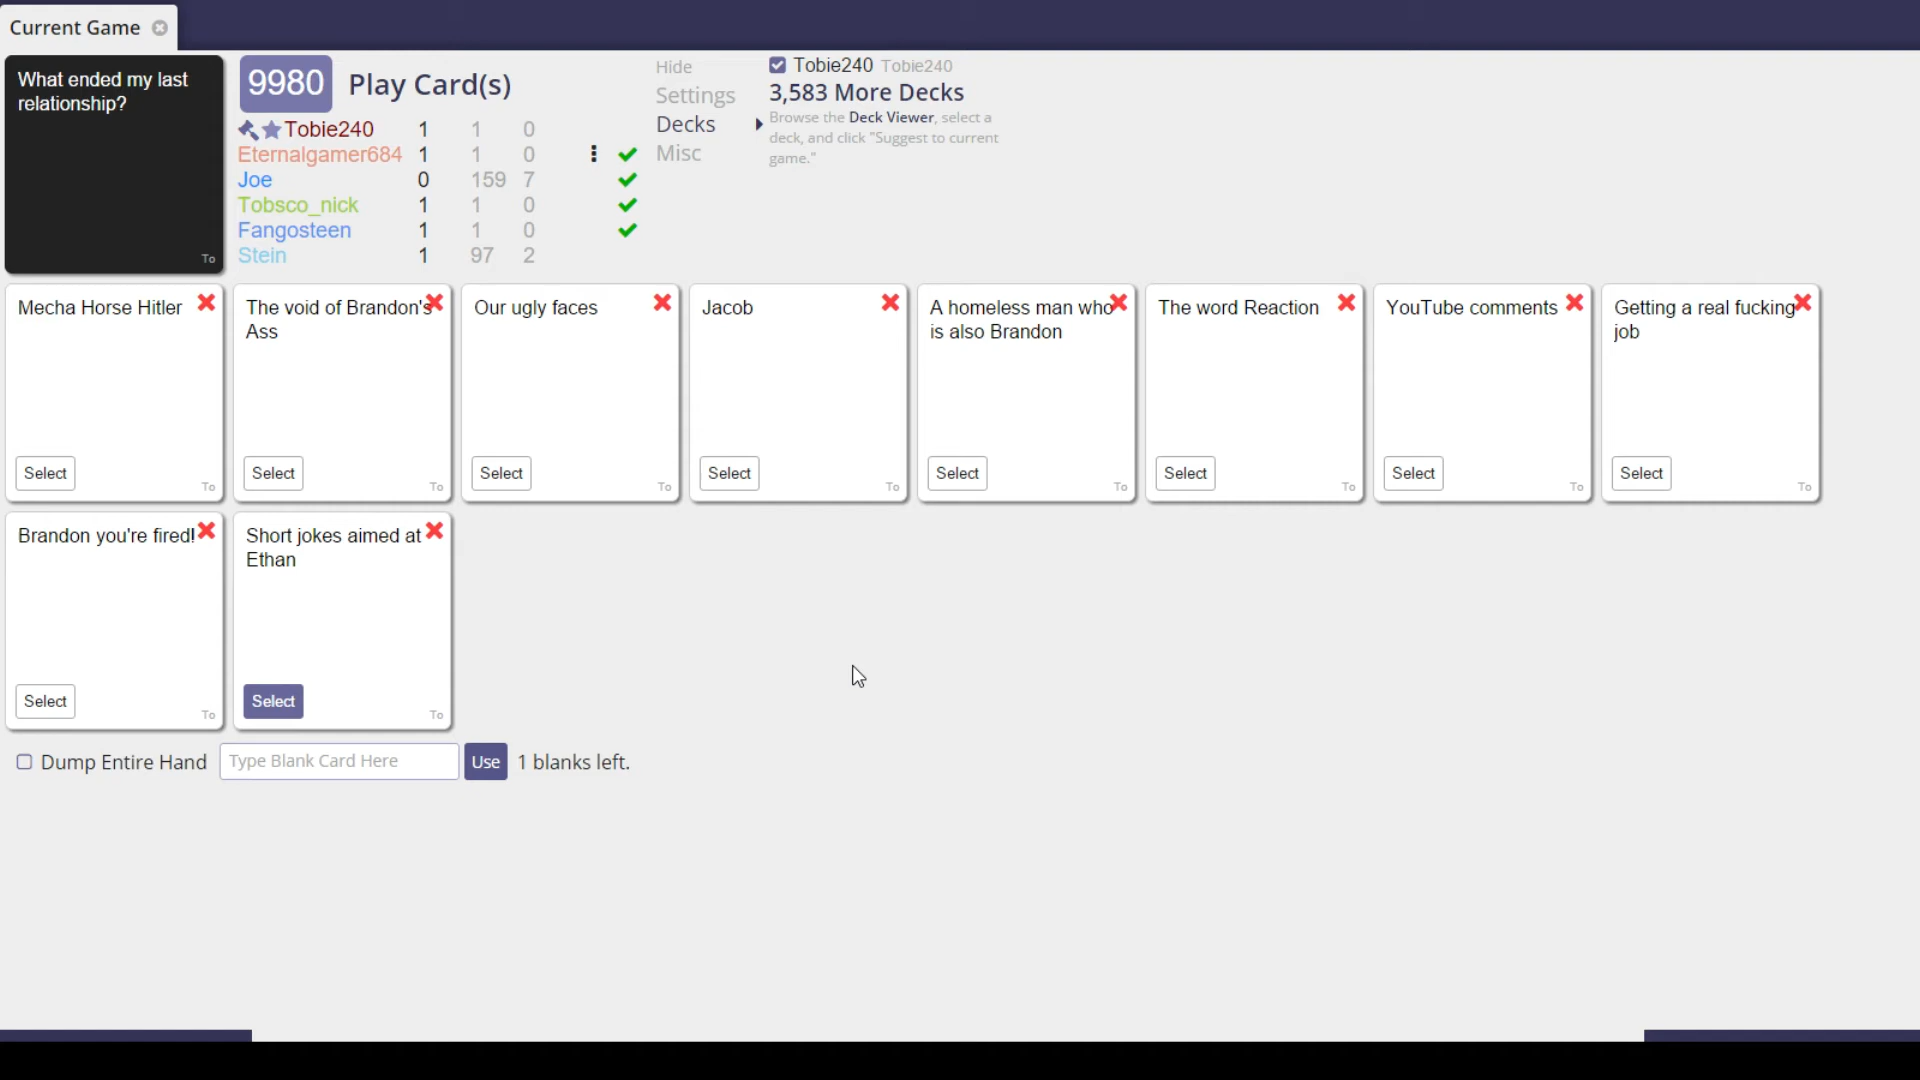 Current Game
What ended my last
relationship?
To
9980 Play Card(s)
Tobie240 1 1 0
Eternalgamer684 1 1 0
Joe 0 159 7
Tobsco_nick 1 1 0
Fangosteen 1 1 0
Stein 1 97 2
Hide
Settings
Decks
Misc
Tobie240 Tobie240
3,583 More Decks
Browse the Deck Viewer, select a
deck, and click "Suggest to current
game."
Mecha Horse Hitler
Select
To
The void of Brandon's
Ass
Select
To
Our ugly faces
Select
To
Jacob
Select
To
A homeless man who
is also Brandon
Select
To
The word Reaction
Select
To
YouTube comments
Select
To
Getting a real fucking
job
Select
To
Brandon you're fired!
Select
To
Short jokes aimed at
Ethan
Select
To
Dump Entire Hand Type Blank Card Here Use 1 blanks left.